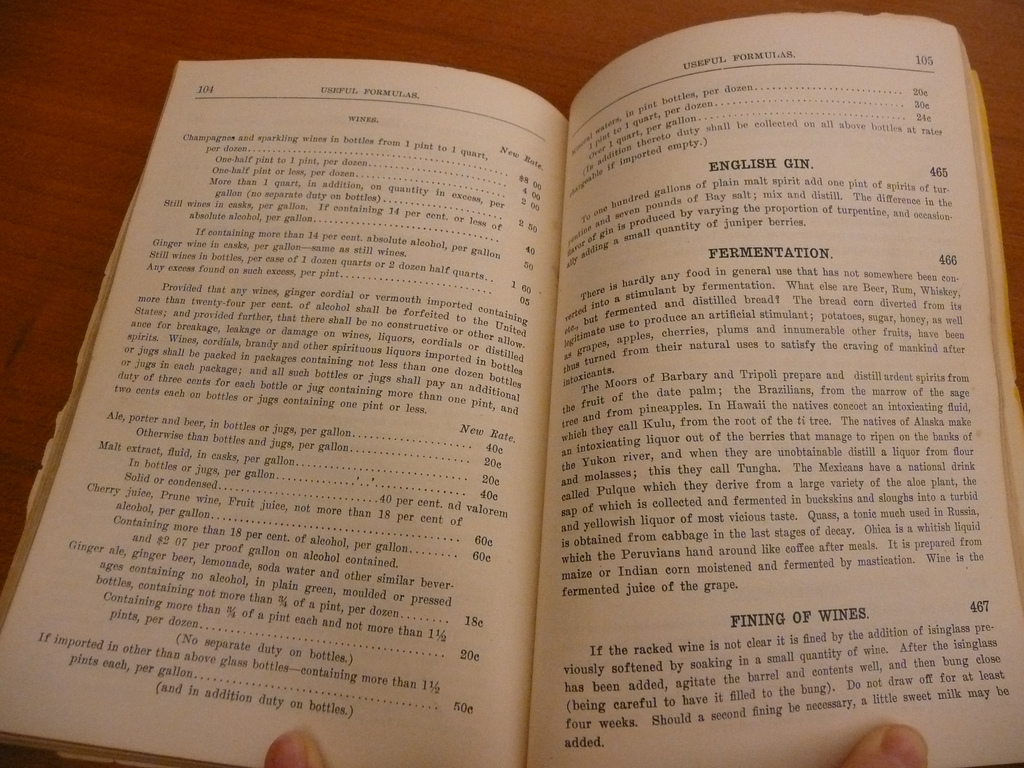 104
USEFUL FORMULAS.
WINES.
New Rate.
Champagnes and sparkling wines in bottles from 1 pint to 1 quart,
per dozen.......... $8 00
One-half pint to 1 pint, per dozen.......... 4 00
One-half pint or less, per dozen.......... 2 00
More than 1 quart, in addition, on quantity in excess, per
gallon (no separate duty on bottles).......... 2 50
Still wines in casks, per gallon. If containing 14 per cent. or less of
absolute alcohol, per gallon.......... 40
If containing more than 14 per cent. absolute alcohol, per gallon 50
Ginger wine in casks, per gallon—same as still wines.
Still wines in bottles, per case of 1 dozen quarts or 2 dozen half quarts.. 1 60
Any excess found on such excess, per pint.......... 05
Provided that any wines, ginger cordial or vermouth imported containing
more than twenty-four per cent. of alcohol shall be forfeited to the United
States; and provided further, that there shall be no constructive or other allow-
ance for breakage, leakage or damage on wines, liquors, cordials or distilled
spirits. Wines, cordials, brandy and other spirituous liquors imported in bottles
or jugs shall be packed in packages containing not less than one dozen bottles
or jugs in each package; and all such bottles or jugs shall pay an additional
duty of three cents for each bottle or jug containing more than one pint, and
two cents each on bottles or jugs containing one pint or less.
New Rate.
Ale, porter and beer, in bottles or jugs, per gallon.......... 40c
Otherwise than bottles and jugs, per gallon.......... 20c
Malt extract, fluid, in casks, per gallon.......... 20c
In bottles or jugs, per gallon.......... 40c
Solid or condensed..........40 per cent. ad valorem
Cherry juice, Prune wine, Fruit juice, not more than 18 per cent of
alcohol, per gallon.......... 60c
Containing more than 18 per cent. of alcohol, per gallon........ 60c
and $2 07 per proof gallon on alcohol contained.
Ginger ale, ginger beer, lemonade, soda water and other similar bever-
ages containing no alcohol, in plain green, moulded or pressed
bottles, containing not more than ¾ of a pint, per dozen........ 18c
Containing more than ¾ of a pint each and not more than 1½
pints, per dozen.......... 20c
(No separate duty on bottles.)
If imported in other than above glass bottles—containing more than 1½
pints each, per gallon.......... 50c
(and in addition duty on bottles.)
USEFUL FORMULAS.
105
waters, in pint bottles, per dozen.......... 20c
1 pint to 1 quart, per dozen.......... 30c
Over 1 quart, per gallon.......... 24c
(In addition thereto duty shall be collected on all above bottles at rates
chargeable if imported empty.)
ENGLISH GIN. 465
To one hundred gallons of plain malt spirit add one pint of spirits of tur-
pentine and seven pounds of Bay salt; mix and distill. The difference in the
flavor of gin is produced by varying the proportion of turpentine, and occasion-
ally adding a small quantity of juniper berries.
FERMENTATION. 466
There is hardly any food in general use that has not somewhere been con-
verted into a stimulant by fermentation. What else are Beer, Rum, Whiskey,
etc., but fermented and distilled bread? The bread corn diverted from its
legitimate use to produce an artificial stimulant; potatoes, sugar, honey, as well
as grapes, apples, cherries, plums and innumerable other fruits, have been
thus turned from their natural uses to satisfy the craving of mankind after
intoxicants.
The Moors of Barbary and Tripoli prepare and distill ardent spirits from
the fruit of the date palm; the Brazilians, from the marrow of the sage
tree and from pineapples. In Hawaii the natives concoct an intoxicating fluid,
which they call Kulu, from the root of the ti tree. The natives of Alaska make
an intoxicating liquor out of the berries that manage to ripen on the banks of
the Yukon river, and when they are unobtainable distill a liquor from flour
and molasses; this they call Tungha. The Mexicans have a national drink
called Pulque which they derive from a large variety of the aloe plant, the
sap of which is collected and fermented in buckskins and sloughs into a turbid
and yellowish liquor of most vicious taste. Quass, a tonic much used in Russia,
is obtained from cabbage in the last stages of decay. Ohica is a whitish liquid
which the Peruvians hand around like coffee after meals. It is prepared from
maize or Indian corn moistened and fermented by mastication. Wine is the
fermented juice of the grape.
FINING OF WINES. 467
If the racked wine is not clear it is fined by the addition of isinglass pre-
viously softened by soaking in a small quantity of wine. After the isinglass
has been added, agitate the barrel and contents well, and then bung close
(being careful to have it filled to the bung). Do not draw off for at least
four weeks. Should a second fining be necessary, a little sweet milk may be
added.